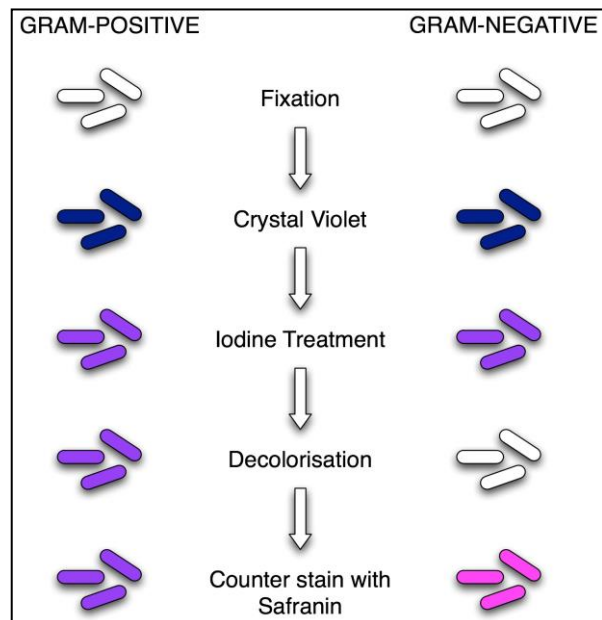 GRAM-POSITIVE
GRAM-NEGATIVE
Fixation
Crystal Violet
Iodine Treatment
Decolorisation
Counter stain with
Safranin